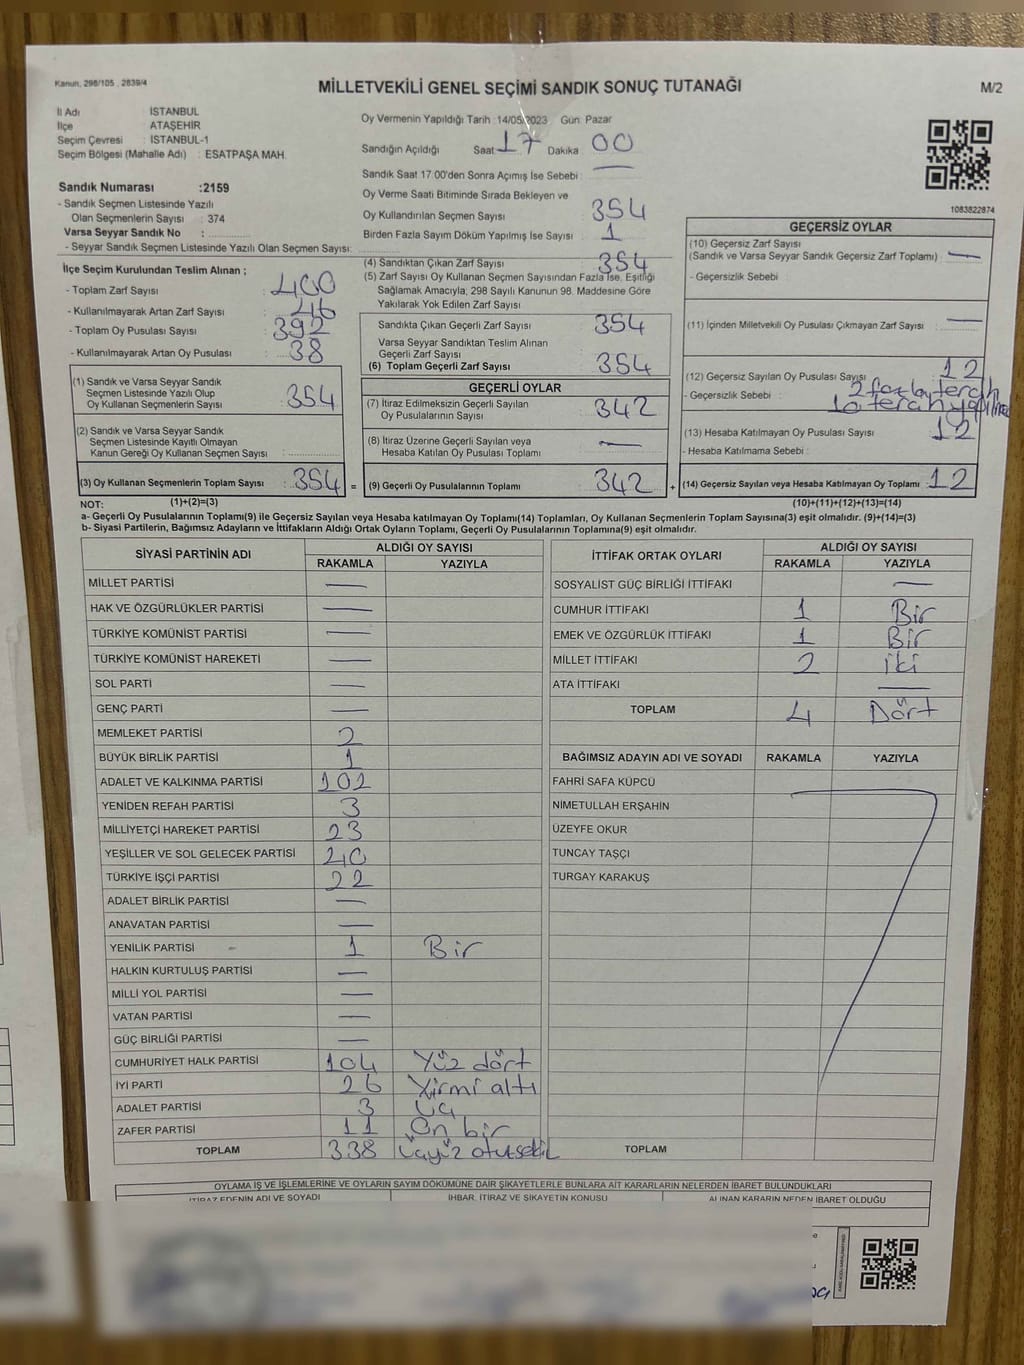 Kanun, 298/105 , 2839/4
MİLLETVEKİLİ GENEL SEÇİMİ SANDIK SONUÇ TUTANAĞI
M/2
İl Adı : İSTANBUL
İlçe : ATAŞEHİR
Seçim Çevresi : İSTANBUL-1
Seçim Bölgesi (Mahalle Adı) : ESATPAŞA MAH.
Oy Vermenin Yapıldığı Tarih :14/05/2023 Gün: Pazar
Sandığın Açıldığı Saat 17 Dakika 00
Sandık Saat 17:00'den Sonra Açımış İse Sebebi : —
Sandık Numarası :2159
- Sandık Seçmen Listesinde Yazılı
Olan Seçmenlerin Sayısı : 374
Varsa Seyyar Sandık No :
- Seyyar Sandık Seçmen Listesinde Yazılı Olan Seçmen Sayısı:
Oy Verme Saati Bitiminde Sırada Bekleyen ve
Oy Kullandırılan Seçmen Sayısı : 354
Birden Fazla Sayım Döküm Yapılmış İse Sayısı : 1
1083822874
İlçe Seçim Kurulundan Teslim Alınan ;
- Toplam Zarf Sayısı : 400
- Kullanılmayarak Artan Zarf Sayısı : 46
- Toplam Oy Pusulası Sayısı : 392
- Kullanılmayarak Artan Oy Pusulası : 38
(4) Sandıktan Çıkan Zarf Sayısı : 354
(5) Zarf Sayısı Oy Kullanan Seçmen Sayısından Fazla İse, Eşitliği
Sağlamak Amacıyla, 298 Sayılı Kanunun 98. Maddesine Göre
Yakılarak Yok Edilen Zarf Sayısı :
Sandıkta Çıkan Geçerli Zarf Sayısı : 354
Varsa Seyyar Sandıktan Teslim Alınan
Geçerli Zarf Sayısı :
(6) Toplam Geçerli Zarf Sayısı : 354
GEÇERSİZ OYLAR
(10) Geçersiz Zarf Sayısı
(Sandık ve Varsa Seyyar Sandık Geçersiz Zarf Toplamı) : —
- Geçersizlik Sebebi :
(11) İçinden Milletvekili Oy Pusulası Çıkmayan Zarf Sayısı : —
(12) Geçersiz Sayılan Oy Pusulası Sayısı : 12
- Geçersizlik Sebebi : 2 fazla tercih
10 tercih
(13) Hesaba Katılmayan Oy Pusulası Sayısı : 12
- Hesaba Katılmama Sebebi :
(1) Sandık ve Varsa Seyyar Sandık
Seçmen Listesinde Yazılı Olup
Oy Kullanan Seçmenlerin Sayısı : 354
(2) Sandık ve Varsa Seyyar Sandık
Seçmen Listesinde Kayıtlı Olmayan
Kanun Gereği Oy Kullanan Seçmen Sayısı :
GEÇERLİ OYLAR
(7) İtiraz Edilmeksizin Geçerli Sayılan
Oy Pusulalarının Sayısı : 342
(8) İtiraz Üzerine Geçerli Sayılan veya
Hesaba Katılan Oy Pusulası Toplamı : —
(3) Oy Kullanan Seçmenlerin Toplam Sayısı : 354 = (9) Geçerli Oy Pusulalarının Toplamı : 342 + (14) Geçersiz Sayılan veya Hesaba Katılmayan Oy Toplamı : 12
NOT: (1)+(2)=(3) (10)+(11)+(12)+(13)=(14)
a- Geçerli Oy Pusulalarının Toplamı(9) ile Geçersiz Sayılan veya Hesaba katılmayan Oy Toplamı(14) Toplamları, Oy Kullanan Seçmenlerin Toplam Sayısına(3) eşit olmalıdır. (9)+(14)=(3)
b- Siyasi Partilerin, Bağımsız Adayların ve İttifakların Aldığı Ortak Oyların Toplamı, Geçerli Oy Pusulalarının Toplamına(9) eşit olmalıdır.
SİYASİ PARTİNİN ADI ALDIĞI OY SAYISI
RAKAMLA YAZIYLA
MİLLET PARTİSİ —
HAK VE ÖZGÜRLÜKLER PARTİSİ —
TÜRKİYE KOMÜNİST PARTİSİ —
TÜRKİYE KOMÜNİST HAREKETİ —
SOL PARTİ —
GENÇ PARTİ —
MEMLEKET PARTİSİ 2
BÜYÜK BİRLİK PARTİSİ 1
ADALET VE KALKINMA PARTİSİ 102
YENİDEN REFAH PARTİSİ 3
MİLLİYETÇİ HAREKET PARTİSİ 23
YEŞİLLER VE SOL GELECEK PARTİSİ 40
TÜRKİYE İŞÇİ PARTİSİ 22
ADALET BİRLİK PARTİSİ —
ANAVATAN PARTİSİ —
YENİLİK PARTİSİ 1 Bir
HALKIN KURTULUŞ PARTİSİ —
MİLLİ YOL PARTİSİ —
VATAN PARTİSİ —
GÜÇ BİRLİĞİ PARTİSİ —
CUMHURİYET HALK PARTİSİ 104 Yüz dört
İYİ PARTİ 26 Yirmi altı
ADALET PARTİSİ 3 Üç
ZAFER PARTİSİ 11 On bir
TOPLAM 338
İTTİFAK ORTAK OYLARI ALDIĞI OY SAYISI
RAKAMLA YAZIYLA
SOSYALİST GÜÇ BİRLİĞİ İTTİFAKI —
CUMHUR İTTİFAKI 1 Bir
EMEK VE ÖZGÜRLÜK İTTİFAKI 1 Bir
MİLLET İTTİFAKI 2 iki
ATA İTTİFAKI —
TOPLAM 4 Dört
BAĞIMSIZ ADAYIN ADI VE SOYADI RAKAMLA YAZIYLA
FAHRİ SAFA KÜPCÜ
NİMETULLAH ERŞAHİN
ÜZEYFE OKUR
TUNCAY TAŞÇI
TURGAY KARAKUŞ
TOPLAM
OYLAMA İŞ VE İŞLEMLERİNE VE OYLARIN SAYIM DÖKÜMÜNE DAİR ŞİKAYETLERLE BUNLARA AİT KARARLARIN NELERDEN İBARET BULUNDUKLARI
İTİRAZ EDENİN ADI VE SOYADI İHBAR, İTİRAZ VE ŞİKAYETİN KONUSU ALINAN KARARIN NEDEN İBARET OLDUĞU